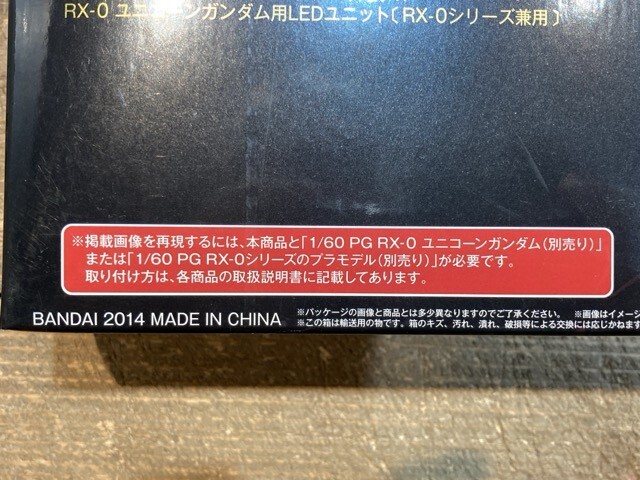 RX-0 ユニコーンガンダム用LEDユニット〔RX-0シリーズ兼用〕
※掲載画像を再現するには、本商品と「1/60 PG RX-0 ユニコーンガンダム(別売り)」
または「1/60 PG RX-0シリーズのプラモデル(別売り)」が必要です。
取り付け方は、各商品の取扱説明書に記載してあります。
BANDAI 2014 MADE IN CHINA
※パッケージの画像と商品とは多少異なりますのでご了承ください。 ※画像はイメージ
※この箱は輸送用の物です。箱のキズ、汚れ、潰れ、破損等による交換には応じかねます